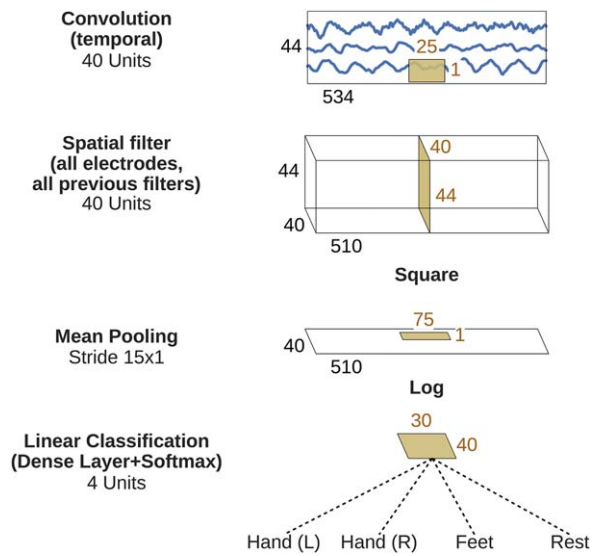 Convolution
(temporal)
40 Units
44
25
1
534
Spatial filter
(all electrodes,
all previous filters)
40 Units
44
40
44
40
510
Square
Mean Pooling
Stride 15x1
75
40
1
510
Log
Linear Classification
(Dense Layer+Softmax)
4 Units
30
40
Hand (L) Hand (R) Feet Rest